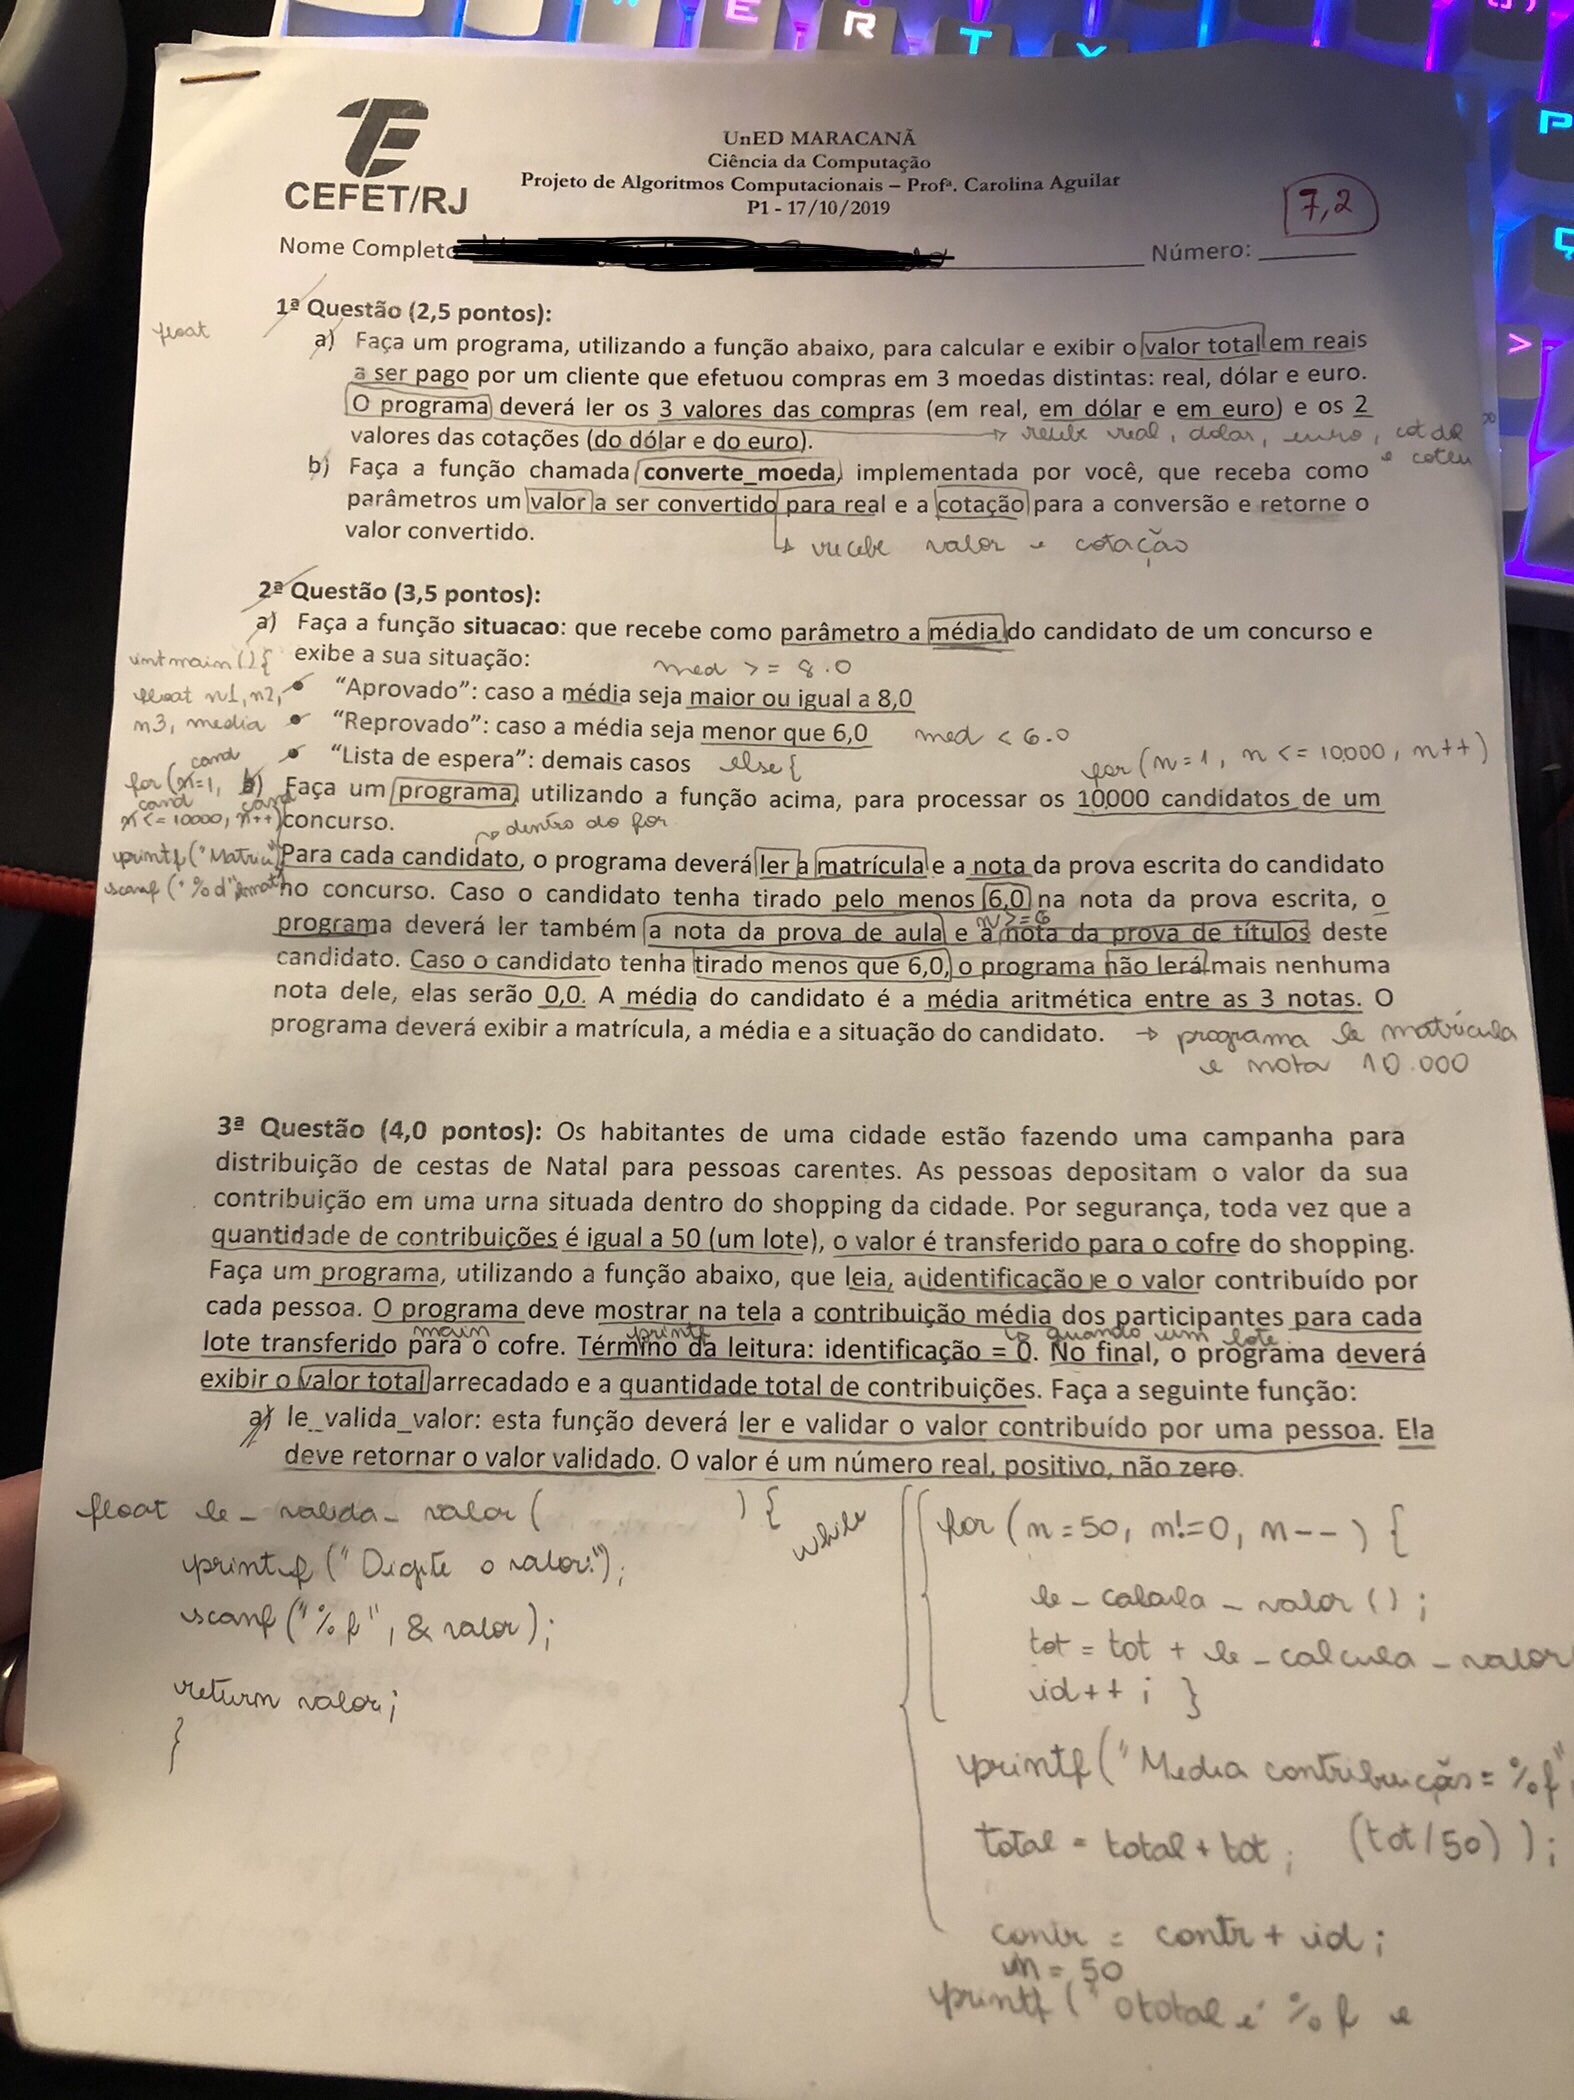 E R T Y
P
Ç
>
CEFET/RJ
UnED MARACANÃ
Ciência da Computação
Projeto de Algoritmos Computacionais – Profª. Carolina Aguilar
P1 - 17/10/2019
7,2
Nome Completo
Número:
1ª Questão (2,5 pontos):
float
a) Faça um programa, utilizando a função abaixo, para calcular e exibir o valor total em reais
a ser pago por um cliente que efetuou compras em 3 moedas distintas: real, dólar e euro.
O programa deverá ler os 3 valores das compras (em real, em dólar e em euro) e os 2
valores das cotações (do dólar e do euro).
→ recebe real, dolar, euro, cotdol
e coteu
b) Faça a função chamada converte_moeda, implementada por você, que receba como
parâmetros um valor a ser convertido para real e a cotação para a conversão e retorne o
valor convertido.
↳ recebe valor e cotação
2ª Questão (3,5 pontos):
a) Faça a função situacao: que recebe como parâmetro a média do candidato de um concurso e
exibe a sua situação:
int main () {
med >= 8.0
float n1, n2,
• “Aprovado”: caso a média seja maior ou igual a 8,0
n3, media
• “Reprovado”: caso a média seja menor que 6,0
med < 6.0
• “Lista de espera”: demais casos
else {
for (n=1, n <= 10000, n++)
cand
for (n=1,
b) Faça um programa, utilizando a função acima, para processar os 10000 candidatos de um
cand cand
n<=10000, n++)
concurso.
→ dentro do for
printf("Matric"
Para cada candidato, o programa deverá ler a matrícula e a nota da prova escrita do candidato
scanf ("%d"&mat)
no concurso. Caso o candidato tenha tirado pelo menos 6,0 na nota da prova escrita, o
n>=6
programa deverá ler também a nota da prova de aula e a nota da prova de títulos deste
candidato. Caso o candidato tenha tirado menos que 6,0, o programa não lerá mais nenhuma
nota dele, elas serão 0,0. A média do candidato é a média aritmética entre as 3 notas. O
programa deverá exibir a matrícula, a média e a situação do candidato.
→ programa le matrícula
e nota 10.000
3ª Questão (4,0 pontos): Os habitantes de uma cidade estão fazendo uma campanha para
distribuição de cestas de Natal para pessoas carentes. As pessoas depositam o valor da sua
contribuição em uma urna situada dentro do shopping da cidade. Por segurança, toda vez que a
quantidade de contribuições é igual a 50 (um lote), o valor é transferido para o cofre do shopping.
Faça um programa, utilizando a função abaixo, que leia, a identificação e o valor contribuído por
cada pessoa. O programa deve mostrar na tela a contribuição média dos participantes para cada
main printf ↳ quando um lote
lote transferido para o cofre. Término da leitura: identificação = 0. No final, o programa deverá
exibir o valor total arrecadado e a quantidade total de contribuições. Faça a seguinte função:
a) le_valida_valor: esta função deverá ler e validar o valor contribuído por uma pessoa. Ela
deve retornar o valor validado. O valor é um número real, positivo, não zero.
float le_valida_valor ( ) {
printf ("Digite o valor:");
scanf ("%f", & valor);
return valor;
}
while
for (n=50, n!=0, n--) {
le_calcula_valor ();
tot = tot + le_calcula_valor
id++; }
printf("Media contribuição= %f"
total = total + tot; (tot/50) );
contr = contr + id;
n = 50
printf ("O total é %f e